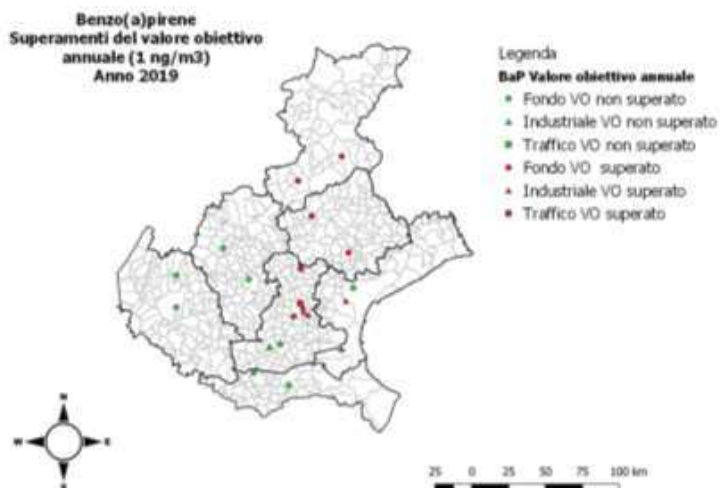 Benzo(a)pirene
Superamenti del valore obiettivo
annuale (1 ng/m3)
Anno 2019
Legenda
BaP Valore obiettivo annuale
Fondo VO non superato
Industriale VO non superato
Traffico VO non superato
Fondo VO superato
Industriale VO superato
Traffico VO superato
N
W E
25 0 25 50 75 100 km